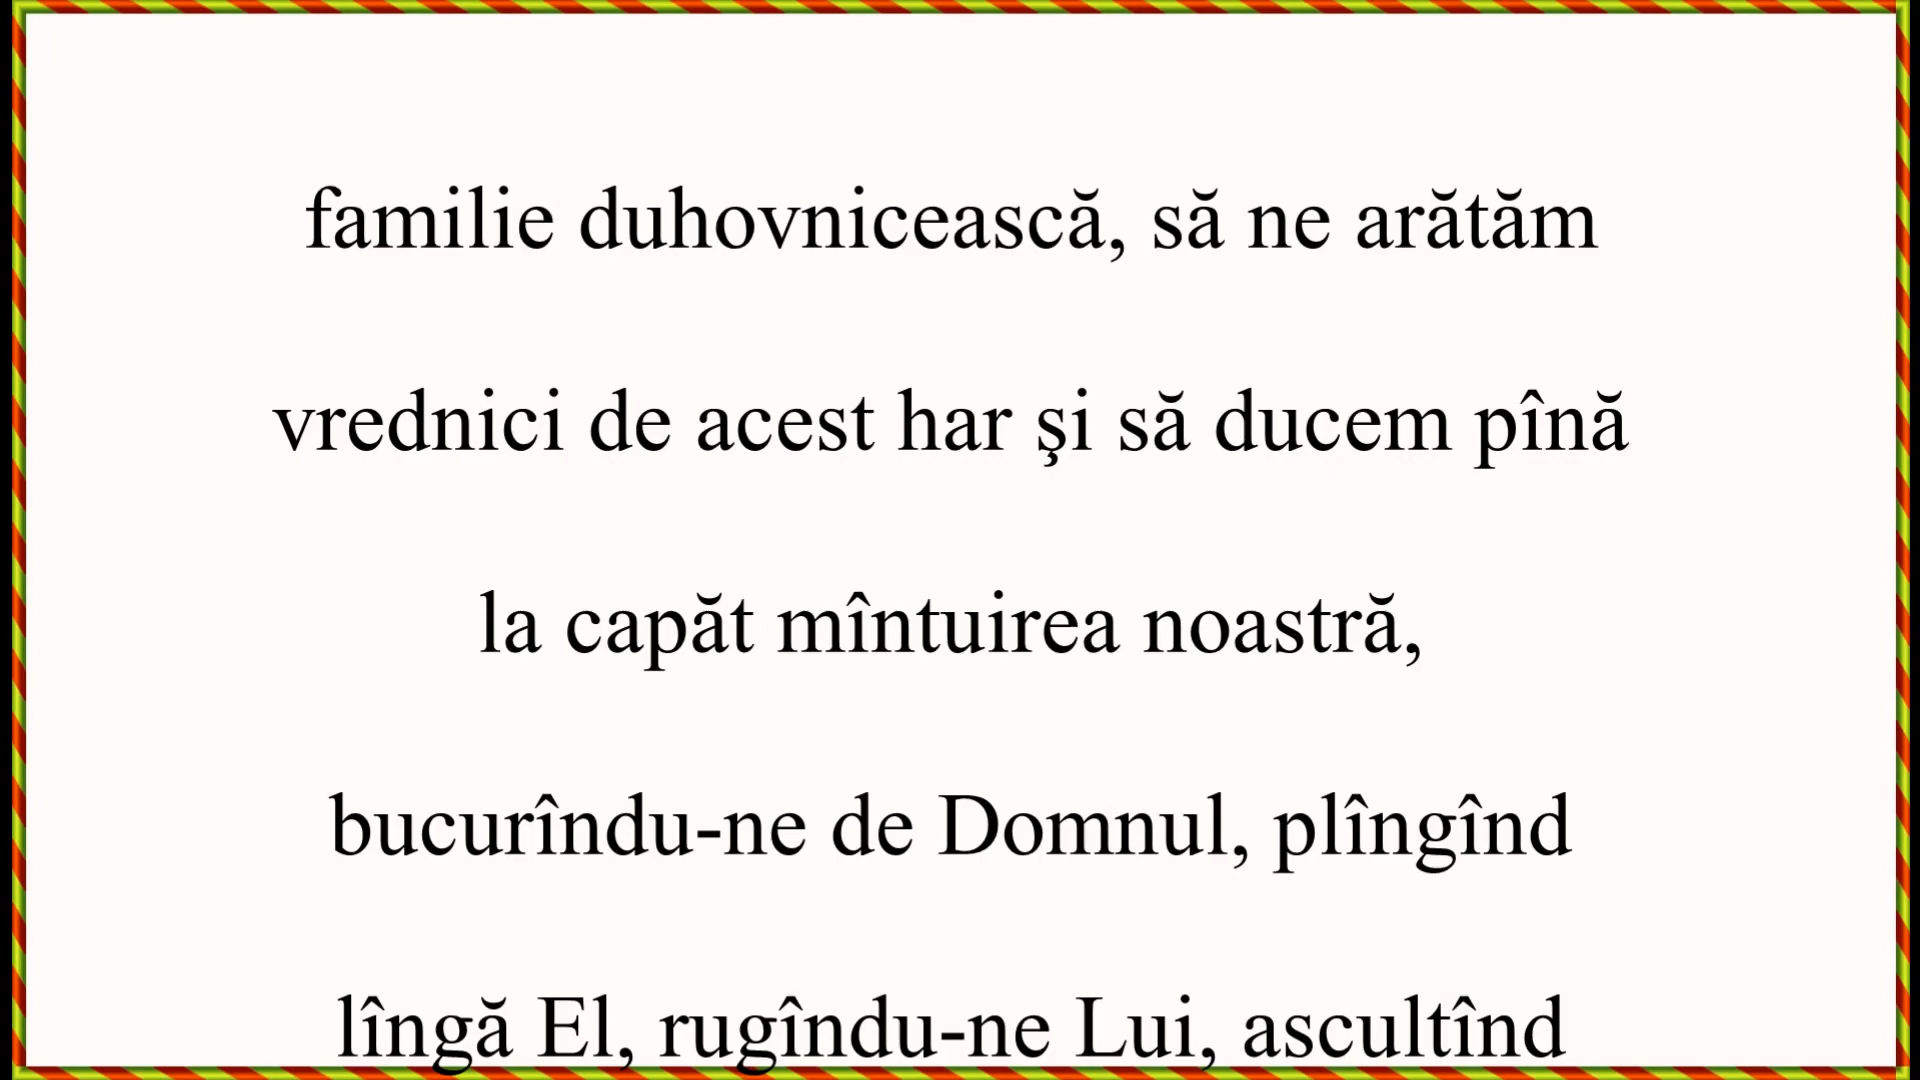 familie duhovnicească, să ne arătăm
vrednici de acest har şi să ducem pînă
la capăt mîntuirea noastră,
bucurîndu-ne de Domnul, plîngînd
lîngă El, rugîndu-ne Lui, ascultînd